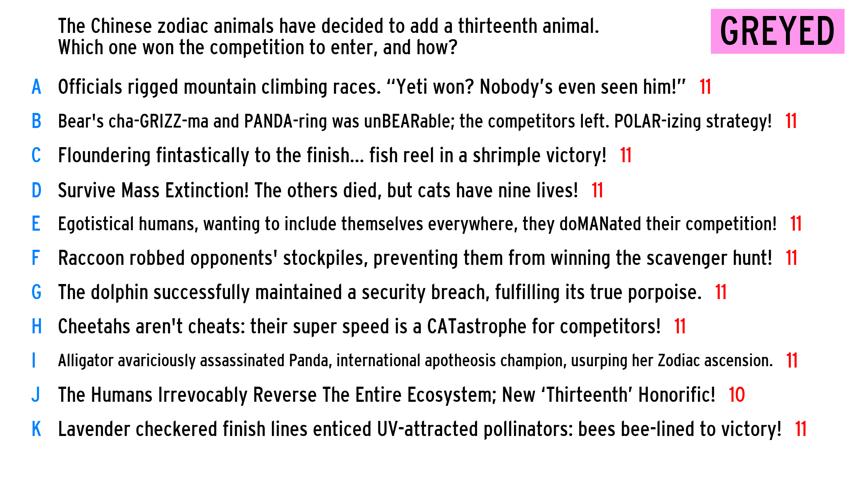 The Chinese zodiac animals have decided to add a thirteenth animal.
Which one won the competition to enter, and how?
GREYED
A Officials rigged mountain climbing races. “Yeti won? Nobody’s even seen him!” 11
B Bear's cha-GRIZZ-ma and PANDA-ring was unBEARable; the competitors left. POLAR-izing strategy! 11
C Floundering fintastically to the finish... fish reel in a shrimple victory! 11
D Survive Mass Extinction! The others died, but cats have nine lives! 11
E Egotistical humans, wanting to include themselves everywhere, they doMANated their competition! 11
F Raccoon robbed opponents' stockpiles, preventing them from winning the scavenger hunt! 11
G The dolphin successfully maintained a security breach, fulfilling its true porpoise. 11
H Cheetahs aren't cheats: their super speed is a CATastrophe for competitors! 11
I Alligator avariciously assassinated Panda, international apotheosis champion, usurping her Zodiac ascension. 11
J The Humans Irrevocably Reverse The Entire Ecosystem; New ‘Thirteenth’ Honorific! 10
K Lavender checkered finish lines enticed UV-attracted pollinators: bees bee-lined to victory! 11